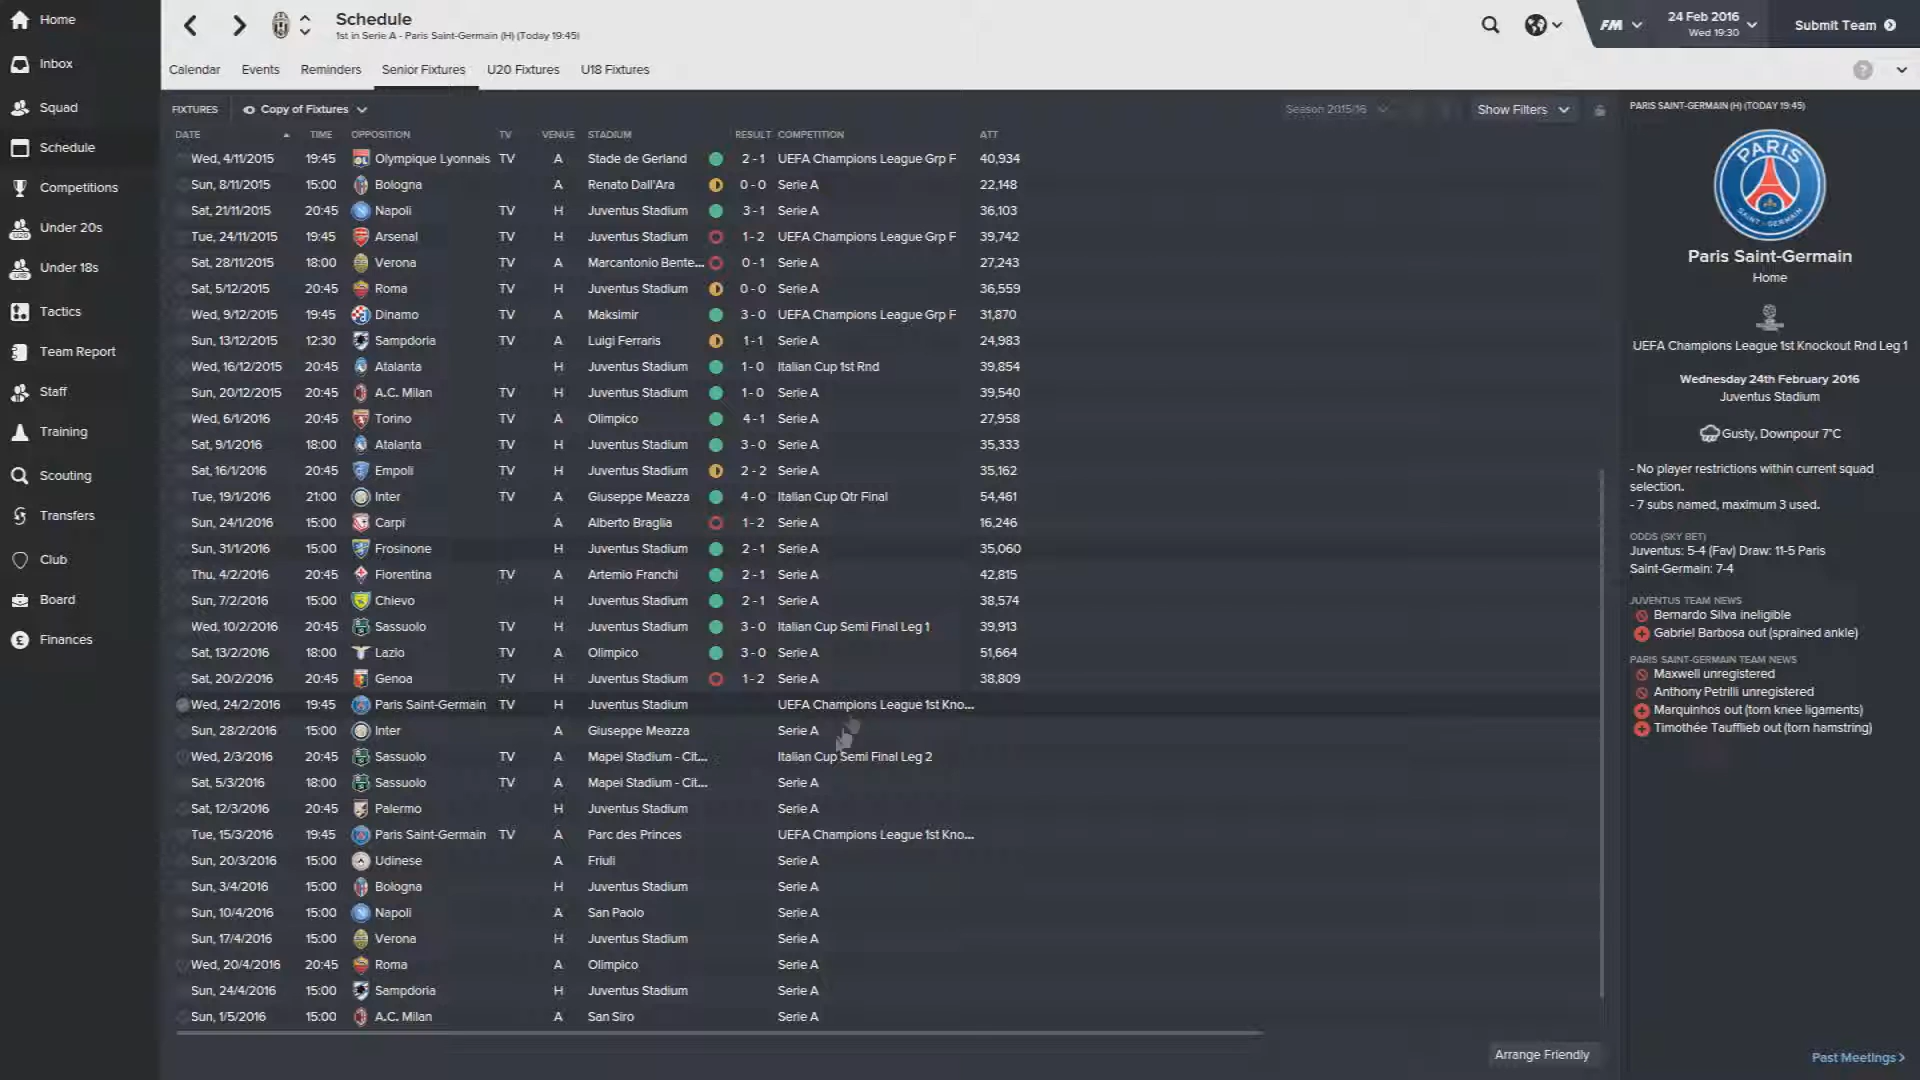 Home
Inbox
Squad
Schedule
Competitions
Under 20s
Under 18s
Tactics
Team Report
Staff
Training
Scouting
Transfers
Club
Board
Finances
Schedule
1st in Serie A - Paris Saint-Germain (H) (Today 19:45)
FM
24 Feb 2016
Wed 19:30
Submit Team
Calendar Events Reminders Senior Fixtures U20 Fixtures U18 Fixtures
FIXTURES Copy of Fixtures Season 2015/16 Show Filters
DATE TIME OPPOSITION TV VENUE STADIUM RESULT COMPETITION ATT
Wed, 4/11/2015 19:45 Olympique Lyonnais TV A Stade de Gerland 2 - 1 UEFA Champions League Grp F 40,934
Sun, 8/11/2015 15:00 Bologna A Renato Dall'Ara 0 - 0 Serie A 22,148
Sat, 21/11/2015 20:45 Napoli TV H Juventus Stadium 3 - 1 Serie A 36,103
Tue, 24/11/2015 19:45 Arsenal TV H Juventus Stadium 1 - 2 UEFA Champions League Grp F 39,742
Sat, 28/11/2015 18:00 Verona TV A Marcantonio Bente... 0 - 1 Serie A 27,243
Sat, 5/12/2015 20:45 Roma TV H Juventus Stadium 0 - 0 Serie A 36,559
Wed, 9/12/2015 19:45 Dinamo TV A Maksimir 3 - 0 UEFA Champions League Grp F 31,870
Sun, 13/12/2015 12:30 Sampdoria TV A Luigi Ferraris 1 - 1 Serie A 24,983
Wed, 16/12/2015 20:45 Atalanta H Juventus Stadium 1 - 0 Italian Cup 1st Rnd 39,854
Sun, 20/12/2015 20:45 A.C. Milan TV H Juventus Stadium 1 - 0 Serie A 39,540
Wed, 6/1/2016 20:45 Torino TV A Olimpico 4 - 1 Serie A 27,958
Sat, 9/1/2016 18:00 Atalanta TV H Juventus Stadium 3 - 0 Serie A 35,333
Sat, 16/1/2016 20:45 Empoli TV H Juventus Stadium 2 - 2 Serie A 35,162
Tue, 19/1/2016 21:00 Inter TV A Giuseppe Meazza 4 - 0 Italian Cup Qtr Final 54,461
Sun, 24/1/2016 15:00 Carpi A Alberto Braglia 1 - 2 Serie A 16,246
Sun, 31/1/2016 15:00 Frosinone H Juventus Stadium 2 - 1 Serie A 35,060
Thu, 4/2/2016 20:45 Fiorentina TV A Artemio Franchi 2 - 1 Serie A 42,815
Sun, 7/2/2016 15:00 Chievo H Juventus Stadium 2 - 1 Serie A 38,574
Wed, 10/2/2016 20:45 Sassuolo TV H Juventus Stadium 3 - 0 Italian Cup Semi Final Leg 1 39,913
Sat, 13/2/2016 18:00 Lazio TV A Olimpico 3 - 0 Serie A 51,664
Sat, 20/2/2016 20:45 Genoa TV H Juventus Stadium 1 - 2 Serie A 38,809
Wed, 24/2/2016 19:45 Paris Saint-Germain TV H Juventus Stadium UEFA Champions League 1st Kno...
Sun, 28/2/2016 15:00 Inter A Giuseppe Meazza Serie A
Wed, 2/3/2016 20:45 Sassuolo TV A Mapei Stadium - Cit... Italian Cup Semi Final Leg 2
Sat, 5/3/2016 18:00 Sassuolo TV A Mapei Stadium - Cit... Serie A
Sat, 12/3/2016 20:45 Palermo H Juventus Stadium Serie A
Tue, 15/3/2016 19:45 Paris Saint-Germain TV A Parc des Princes UEFA Champions League 1st Kno...
Sun, 20/3/2016 15:00 Udinese A Friuli Serie A
Sun, 3/4/2016 15:00 Bologna H Juventus Stadium Serie A
Sun, 10/4/2016 15:00 Napoli A San Paolo Serie A
Sun, 17/4/2016 15:00 Verona H Juventus Stadium Serie A
Wed, 20/4/2016 20:45 Roma A Olimpico Serie A
Sun, 24/4/2016 15:00 Sampdoria H Juventus Stadium Serie A
Sun, 1/5/2016 15:00 A.C. Milan A San Siro Serie A
Arrange Friendly
PARIS SAINT-GERMAIN (H) (TODAY 19:45)
PARIS
SAINT-GERMAIN
Paris Saint-Germain
Home
UEFA Champions League 1st Knockout Rnd Leg 1
Wednesday 24th February 2016
Juventus Stadium
Gusty, Downpour 7°C
- No player restrictions within current squad
selection.
- 7 subs named, maximum 3 used.
ODDS (SKY BET)
Juventus: 5-4 (Fav) Draw: 11-5 Paris
Saint-Germain: 7-4
JUVENTUS TEAM NEWS
Bernardo Silva ineligible
Gabriel Barbosa out (sprained ankle)
PARIS SAINT-GERMAIN TEAM NEWS
Maxwell unregistered
Anthony Petrilli unregistered
Marquinhos out (torn knee ligaments)
Timothée Taufflieb out (torn hamstring)
Past Meetings >